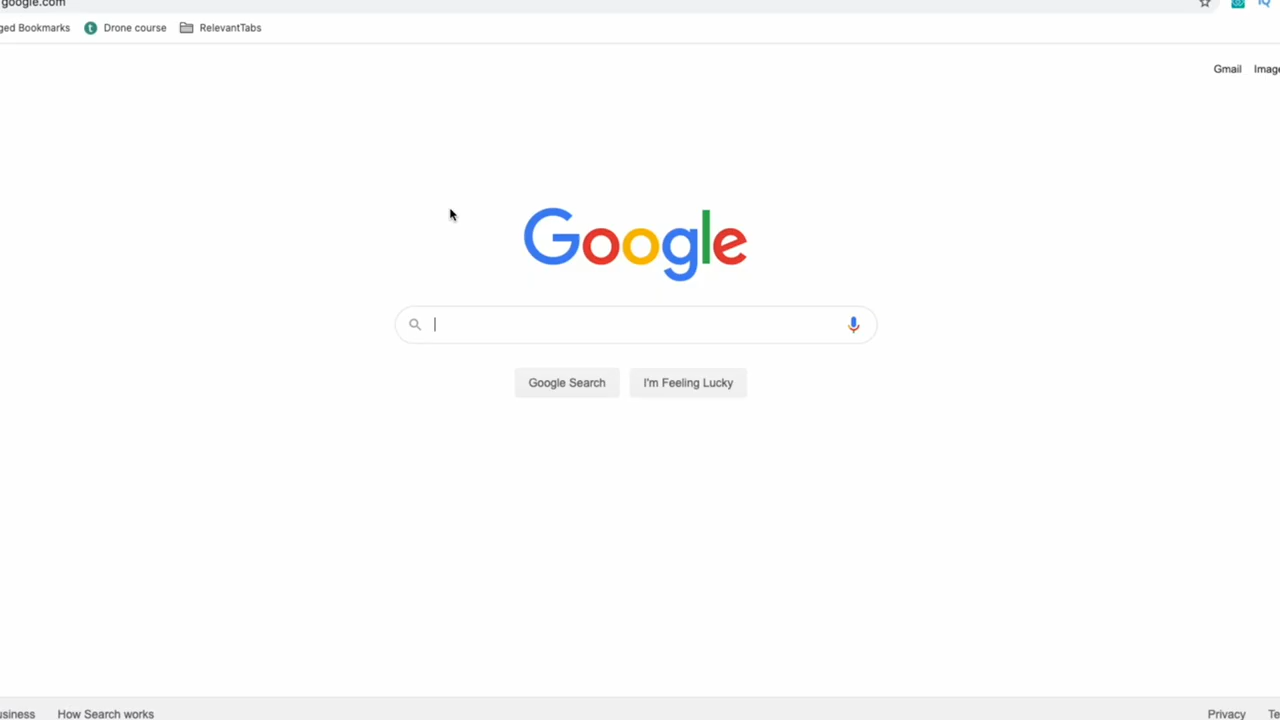 google.com
ged Bookmarks Drone course RelevantTabs
Gmail Image
Google
Google Search I'm Feeling Lucky
usiness How Search works Privacy Te